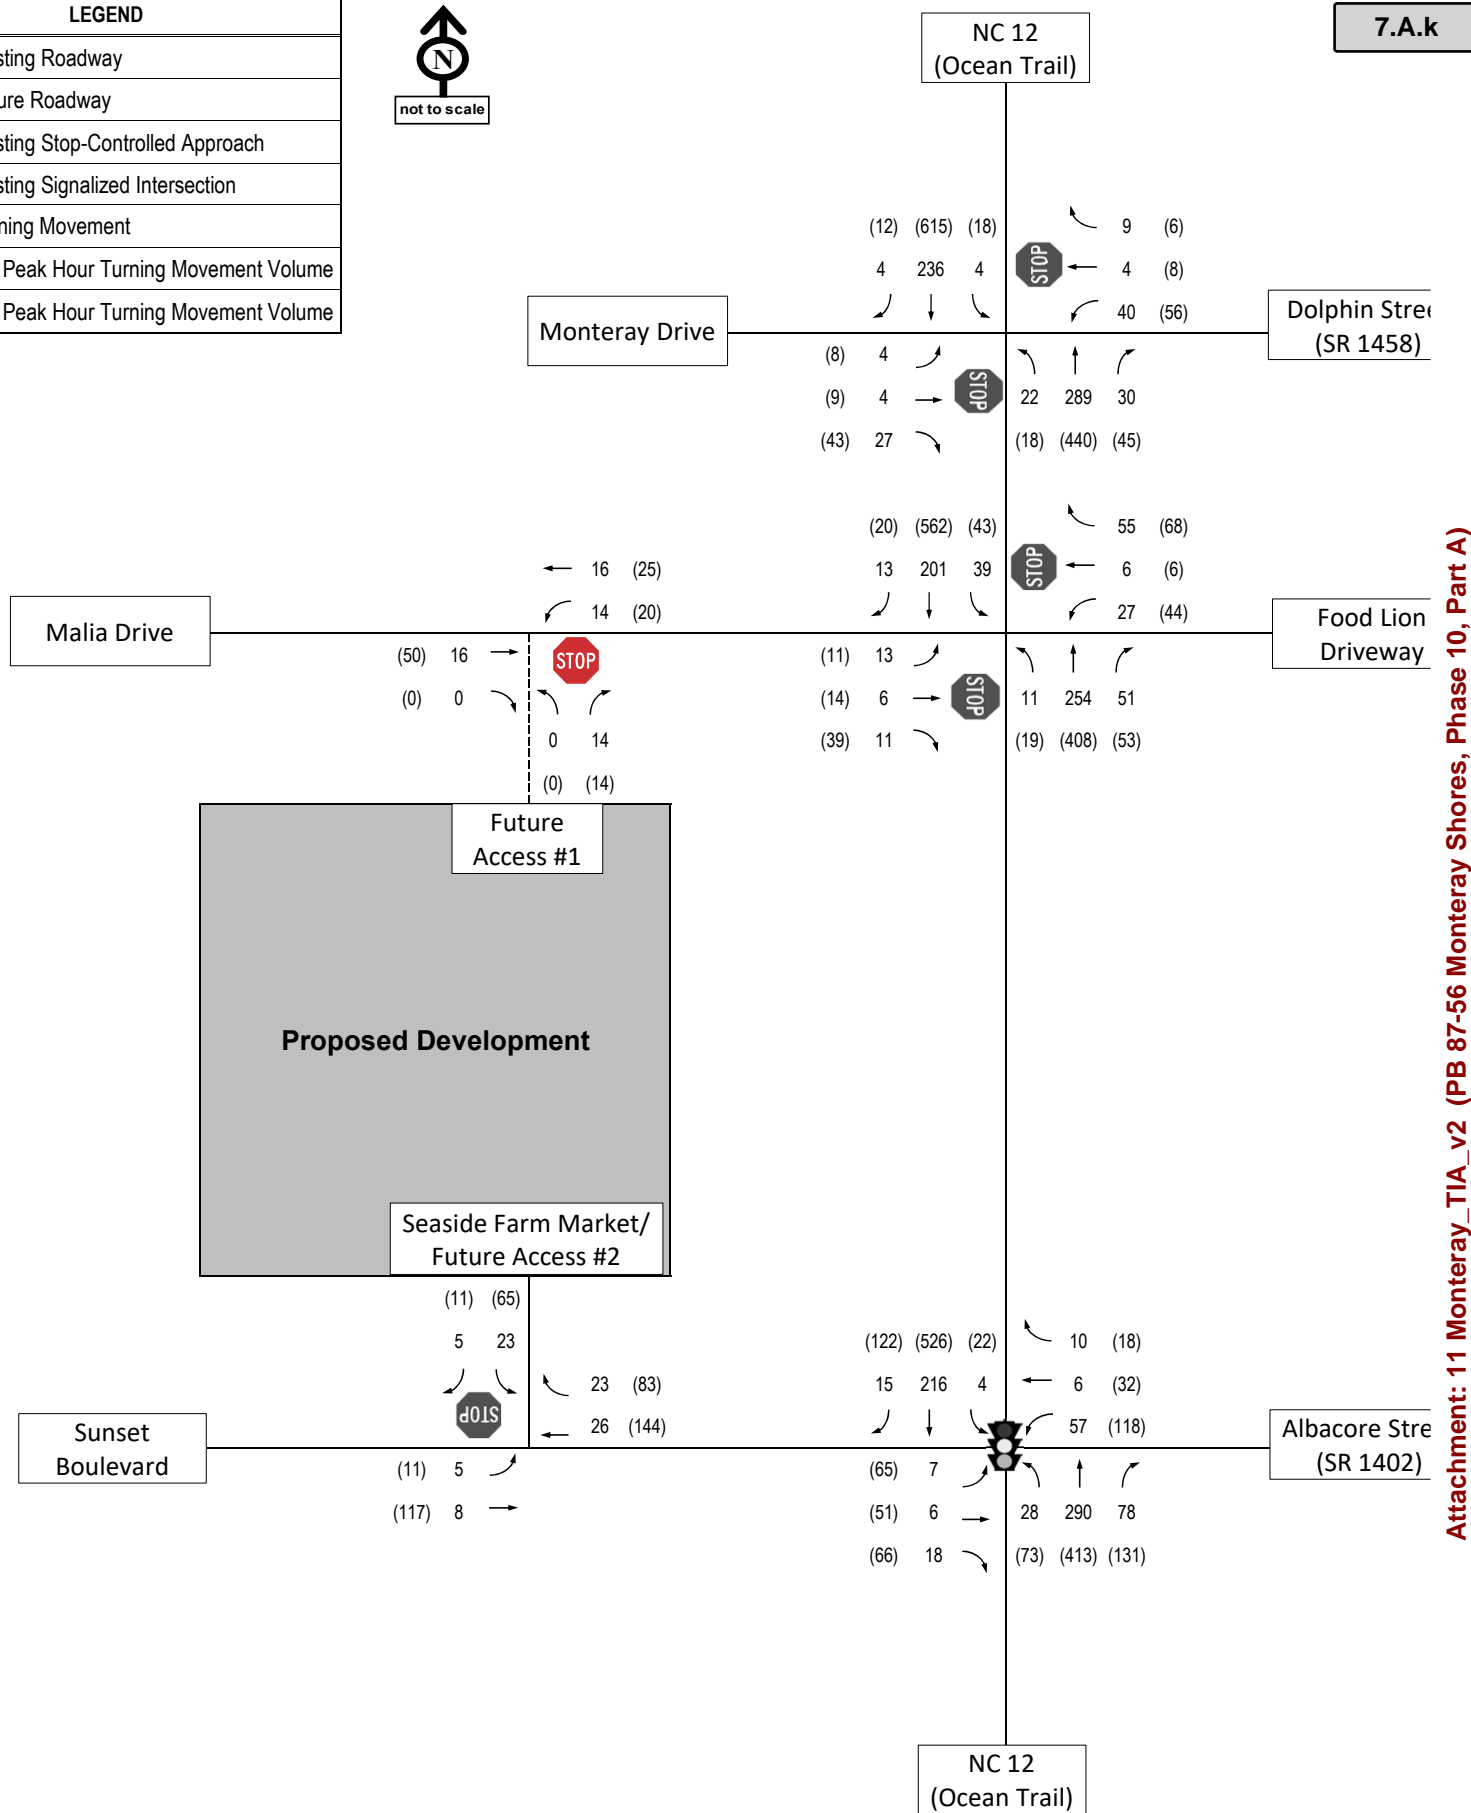 LEGEND
sting Roadway
ure Roadway
sting Stop-Controlled Approach
sting Signalized Intersection
ning Movement
Peak Hour Turning Movement Volume
Peak Hour Turning Movement Volume
N
not to scale
NC 12
(Ocean Trail)
7.A.k
(12) (615) (18)
4 236 4
STOP
9 (6)
4 (8)
40 (56)
Monteray Drive
Dolphin Stree
(SR 1458)
(8) 4
(9) 4
(43) 27
STOP
22 289 30
(18) (440) (45)
(20) (562) (43)
13 201 39
STOP
55 (68)
6 (6)
27 (44)
16 (25)
14 (20)
Malia Drive
Food Lion
Driveway
(50) 16
(0) 0
STOP
0 14
(0) (14)
(11) 13
(14) 6
(39) 11
STOP
11 254 51
(19) (408) (53)
Future
Access #1
Proposed Development
Seaside Farm Market/
Future Access #2
(11) (65)
5 23
STOP
23 (83)
26 (144)
(122) (526) (22)
15 216 4
10 (18)
6 (32)
57 (118)
Sunset
Boulevard
Albacore Stre
(SR 1402)
(11) 5
(117) 8
(65) 7
(51) 6
(66) 18
28 290 78
(73) (413) (131)
NC 12
(Ocean Trail)
Attachment: 11 Monteray_TIA_v2 (PB 87-56 Monteray Shores, Phase 10, Part A)